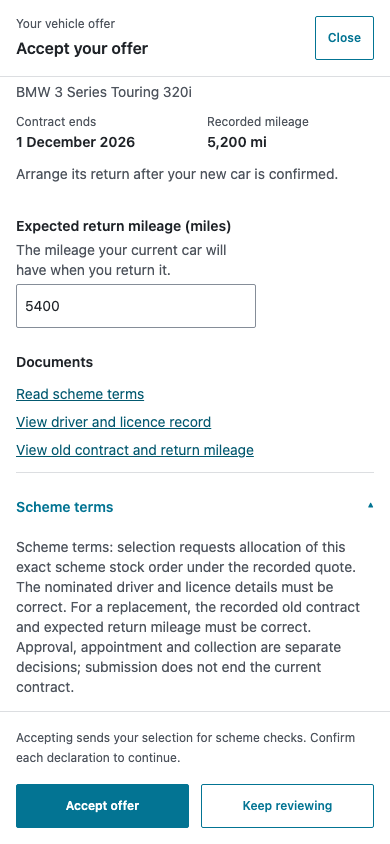 Your vehicle offer
Accept your offer
Close
BMW 3 Series Touring 320i
Contract ends
Recorded mileage
1 December 2026
5,200 mi
Arrange its return after your new car is confirmed.
Expected return mileage (miles)
The mileage your current car will
have when you return it.
5400
Documents
Read scheme terms
View driver and licence record
View old contract and return mileage
Scheme terms
Scheme terms: selection requests allocation of this
exact scheme stock order under the recorded quote.
The nominated driver and licence details must be
correct. For a replacement, the recorded old contract
and expected return mileage must be correct.
Approval, appointment and collection are separate
decisions; submission does not end the current
contract.
Accepting sends your selection for scheme checks. Confirm
each declaration to continue.
Accept offer
Keep reviewing